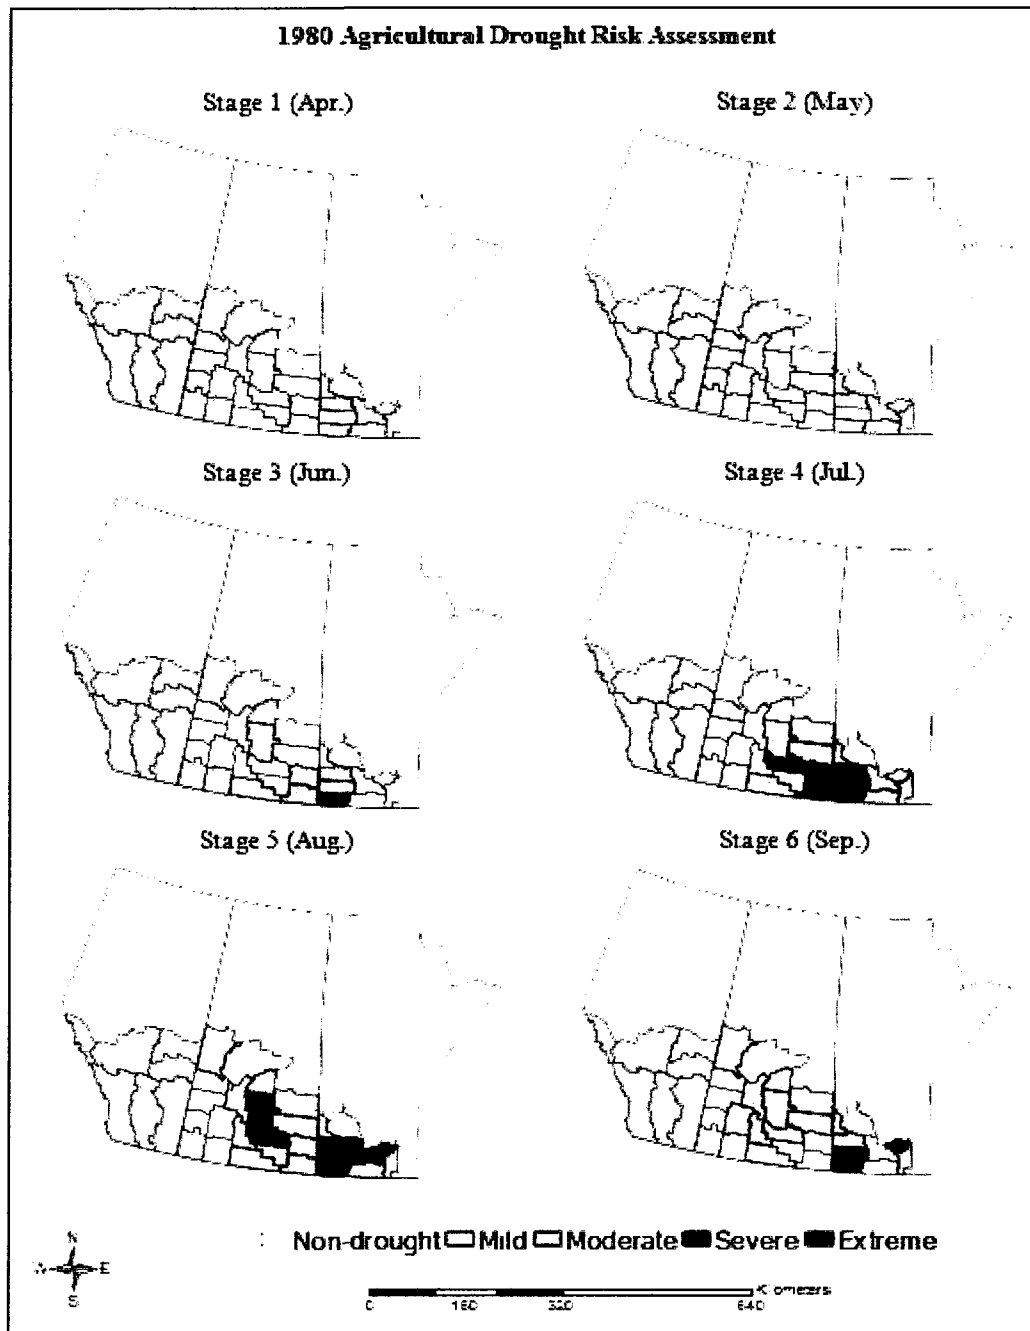 1980 Agricultural Drought Risk Assessment
Stage 1 (Apr.)
Stage 2 (May)
Stage 3 (Jun.)
Stage 4 (Jul.
Stage 5 (Aug.)
Stage 6 (Sep.)
Non-drought Mild Moderate Severe Extreme
N
E
S
0 160 320 640